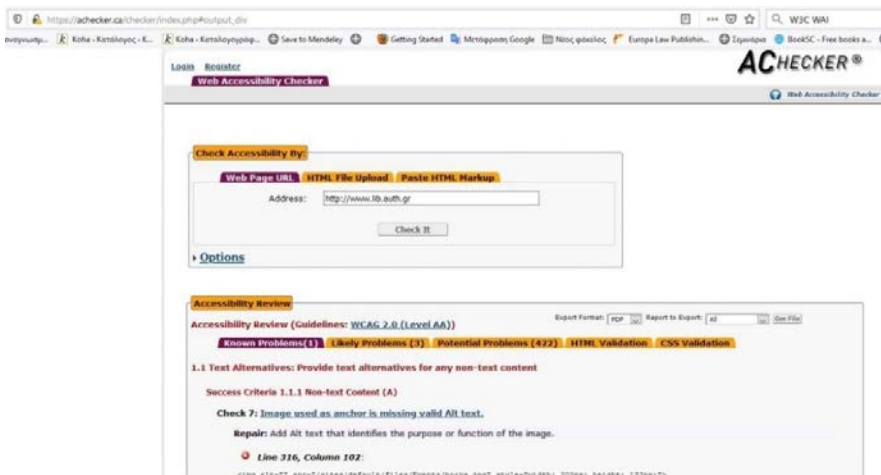 https://achecker.ca/checker/index.php#output_div W3C WAI
Koha - Κατάλογος - Κ... Koha - Καταλογογράφ... Save to Mendeley Getting Started Μετάφραση Google Νέος φάκελος Europa Law Publishin... Σεμινάρια BookSC - Free books a...
Login Register
ACHECKER®
Web Accessibility Checker
Web Accessibility Checker
Check Accessibility By:
Web Page URL HTML File Upload Paste HTML Markup
Address: http://www.lib.auth.gr
Check It
Options
Accessibility Review
Accessibility Review (Guidelines: WCAG 2.0 (Level AA)) Export Format: PDF Report to Export: All Get File
Known Problems(1) Likely Problems (3) Potential Problems (422) HTML Validation CSS Validation
1.1 Text Alternatives: Provide text alternatives for any non-text content
Success Criteria 1.1.1 Non-text Content (A)
Check 7: Image used as anchor is missing valid Alt text.
Repair: Add Alt text that identifies the purpose or function of the image.
Line 316, Column 102: